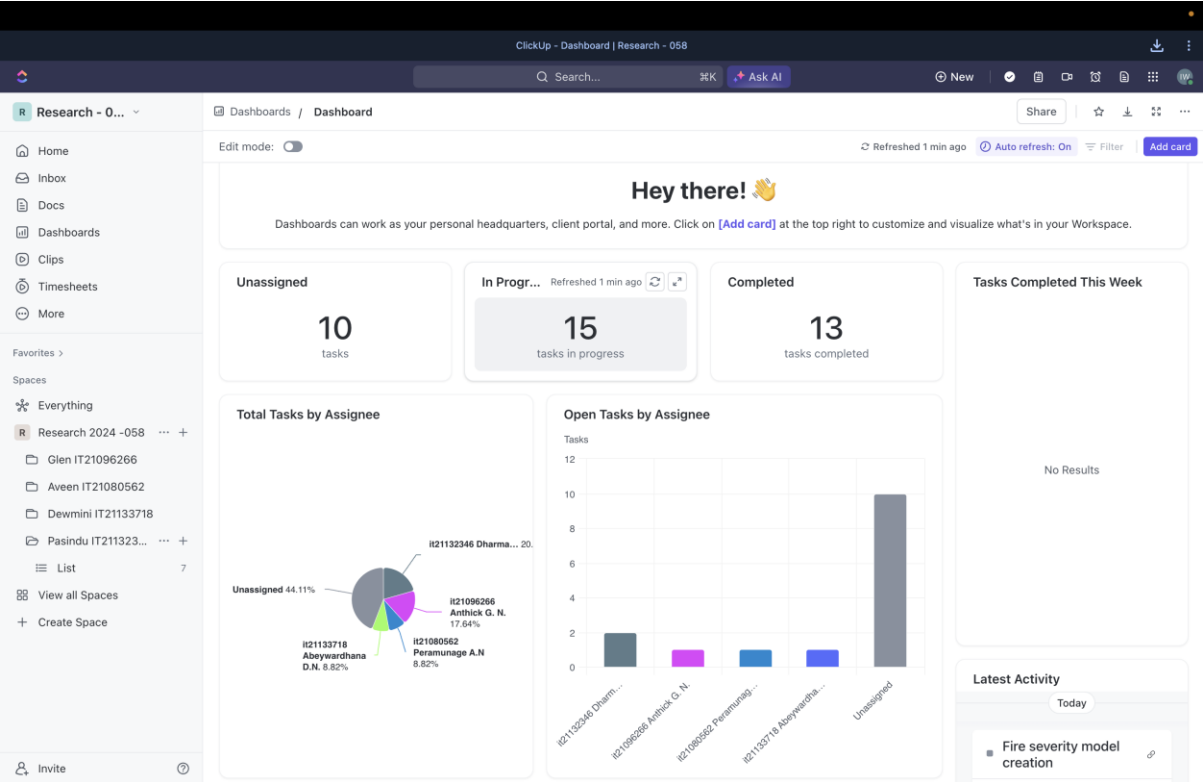 ClickUp - Dashboard | Research - 058
Search...
⌘K
Ask AI
New
IW
R
Research - 0...
Dashboards / Dashboard
Share
Edit mode:
Refreshed 1 min ago
Auto refresh: On
Filter
Add card
Home
Inbox
Docs
Dashboards
Clips
Timesheets
More
Favorites >
Spaces
Everything
R
Research 2024 -058
Glen IT21096266
Aveen IT21080562
Dewmini IT21133718
Pasindu IT211323...
List
7
View all Spaces
Create Space
Invite
Hey there! 👋
Dashboards can work as your personal headquarters, client portal, and more. Click on [Add card] at the top right to customize and visualize what's in your Workspace.
Unassigned
10
tasks
In Progr...
Refreshed 1 min ago
15
tasks in progress
Completed
13
tasks completed
Tasks Completed This Week
No Results
Total Tasks by Assignee
it21132346 Dharma... 20.
Unassigned 44.11%
it21096266
Anthick G. N.
17.64%
it21133718
Abeywardhana
D.N. 8.82%
it21080562
Peramunage A.N
8.82%
Open Tasks by Assignee
Tasks
12
10
8
6
4
2
0
it21132346 Dharm...
it21096266 Anthick G. N.
it21080562 Peramunag...
it21133718 Abeywardha...
Unassigned
Latest Activity
Today
Fire severity model
creation